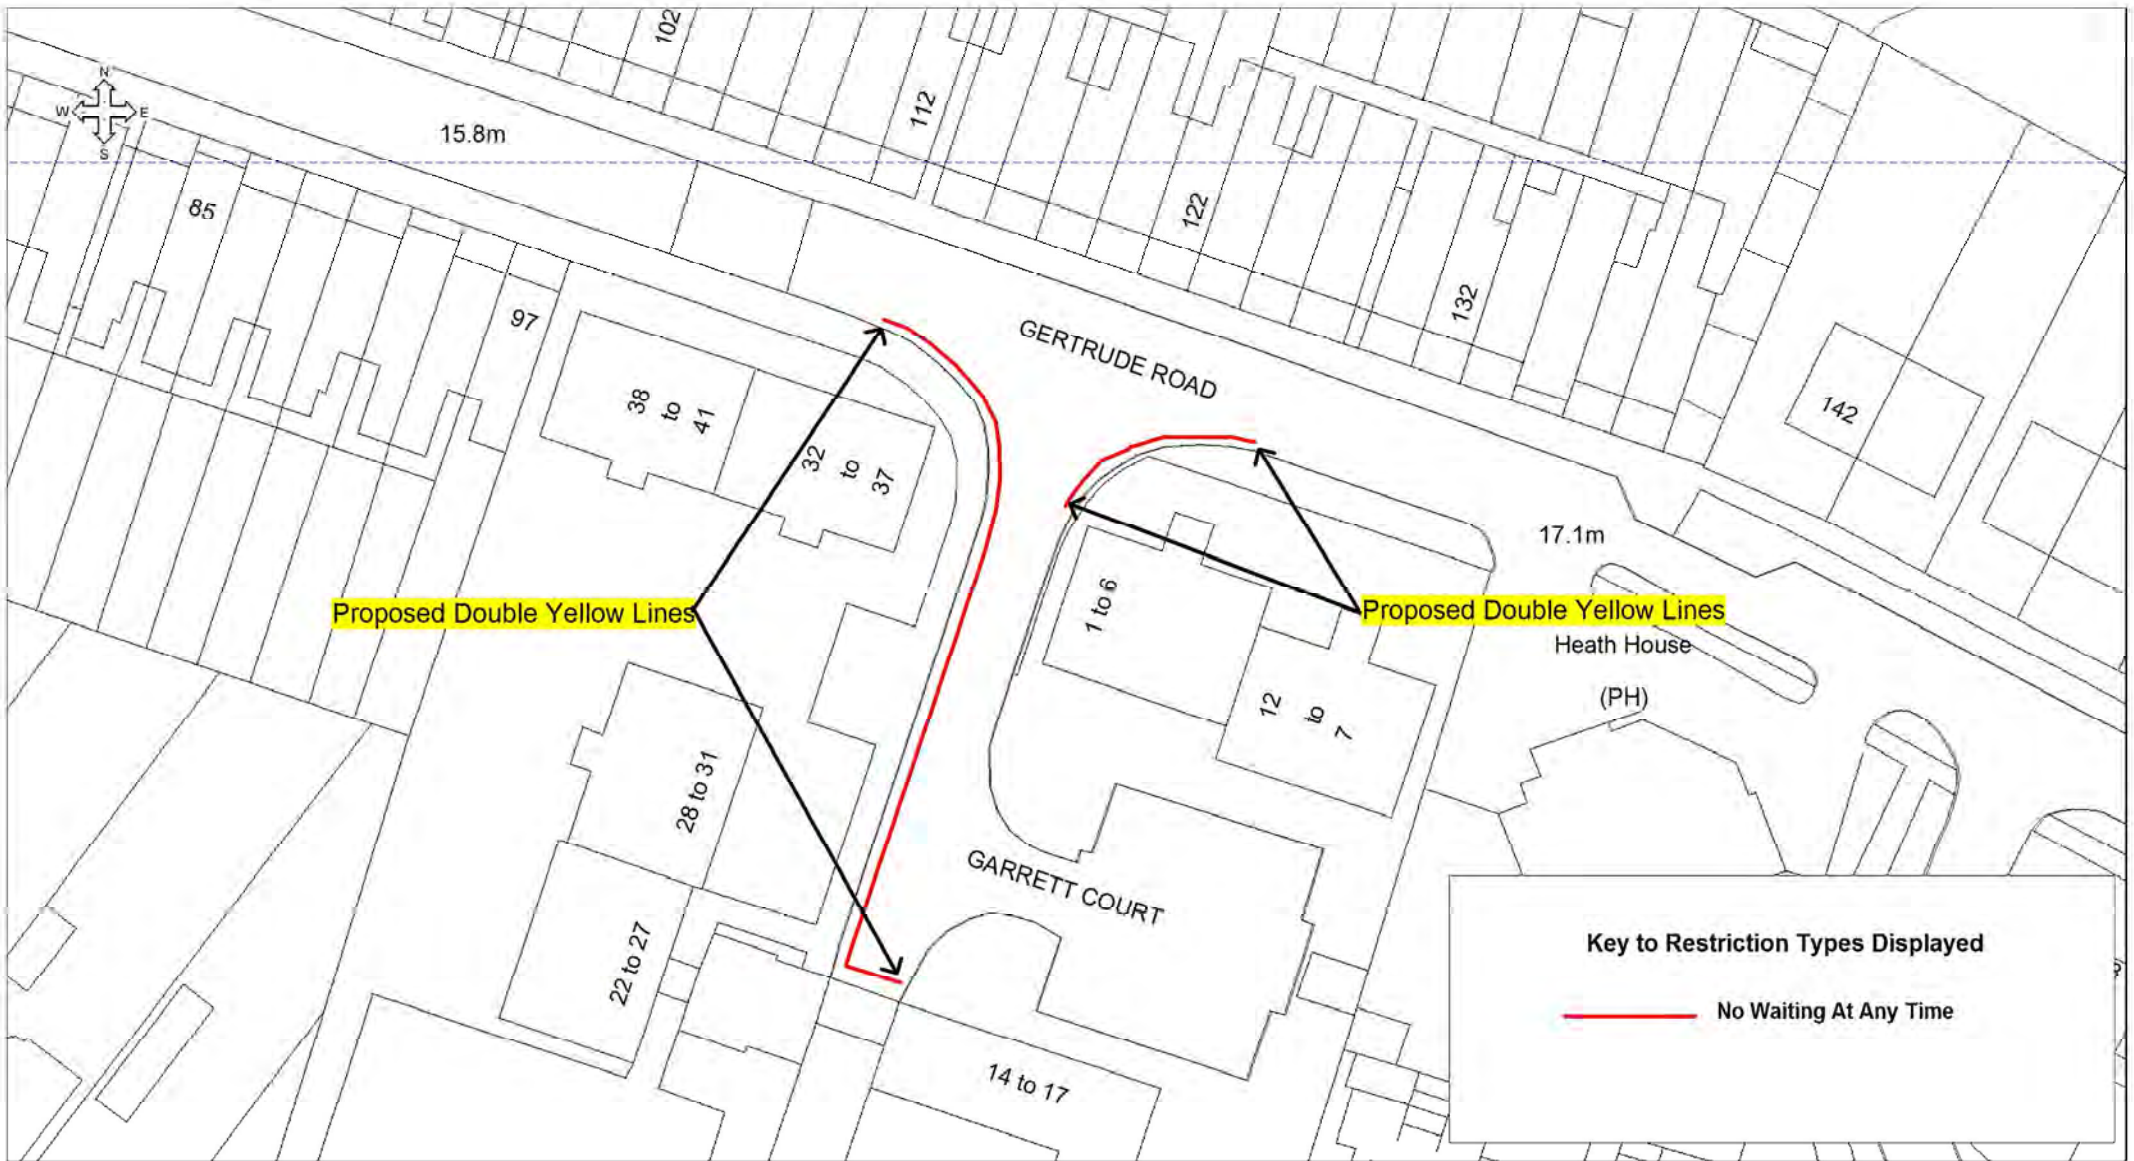 102
N
W E
S
15.8m
112
85
122
97
132
GERTRUDE ROAD
142
38
to
41
32
to
37
17.1m
Proposed Double Yellow Lines
Proposed Double Yellow Lines
1 to 6
Heath House
(PH)
12
to
7
28 to 31
GARRETT COURT
22 to 27
14 to 17
Key to Restriction Types Displayed
No Waiting At Any Time